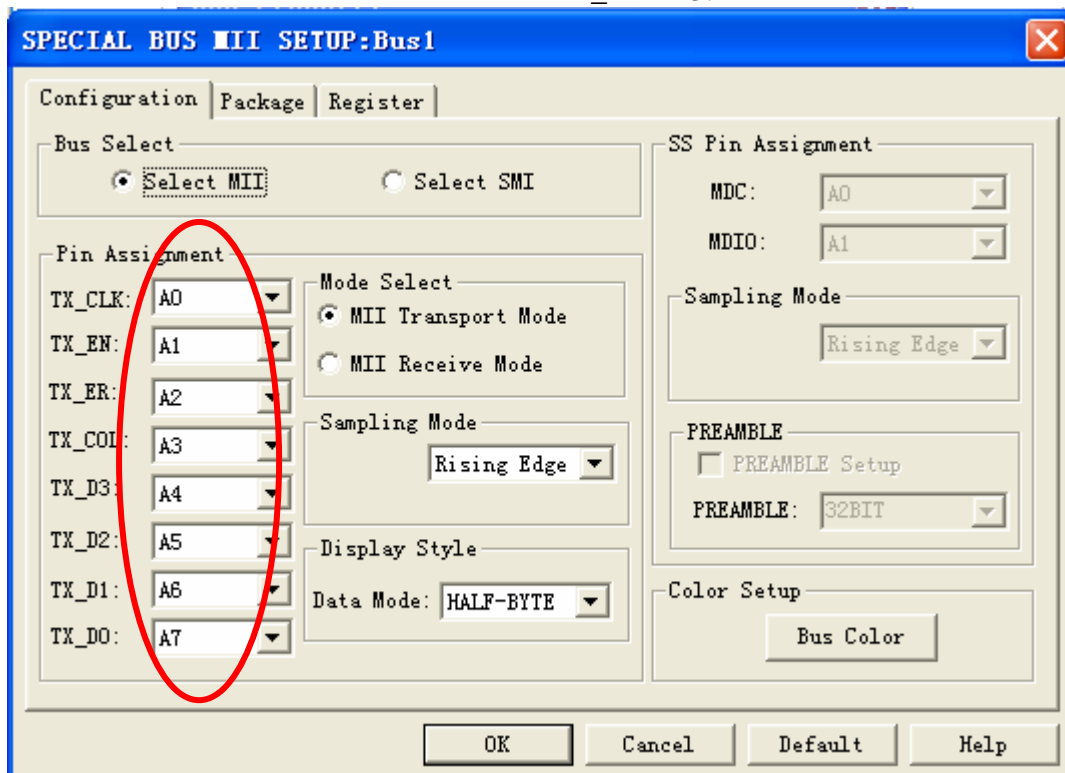 SPECIAL BUS MII SETUP:Bus1
Configuration
Package
Register
Bus Select
Select MII
Select SMI
Pin Assignment
TX_CLK: A0
TX_EN: A1
TX_ER: A2
TX_COL: A3
TX_D3: A4
TX_D2: A5
TX_D1: A6
TX_D0: A7
Mode Select
MII Transport Mode
MII Receive Mode
Sampling Mode
Rising Edge
Display Style
Data Mode: HALF-BYTE
SS Pin Assignment
MDC: A0
MDIO: A1
Sampling Mode
Rising Edge
PREAMBLE
PREAMBLE Setup
PREAMBLE: 32BIT
Color Setup
Bus Color
OK
Cancel
Default
Help